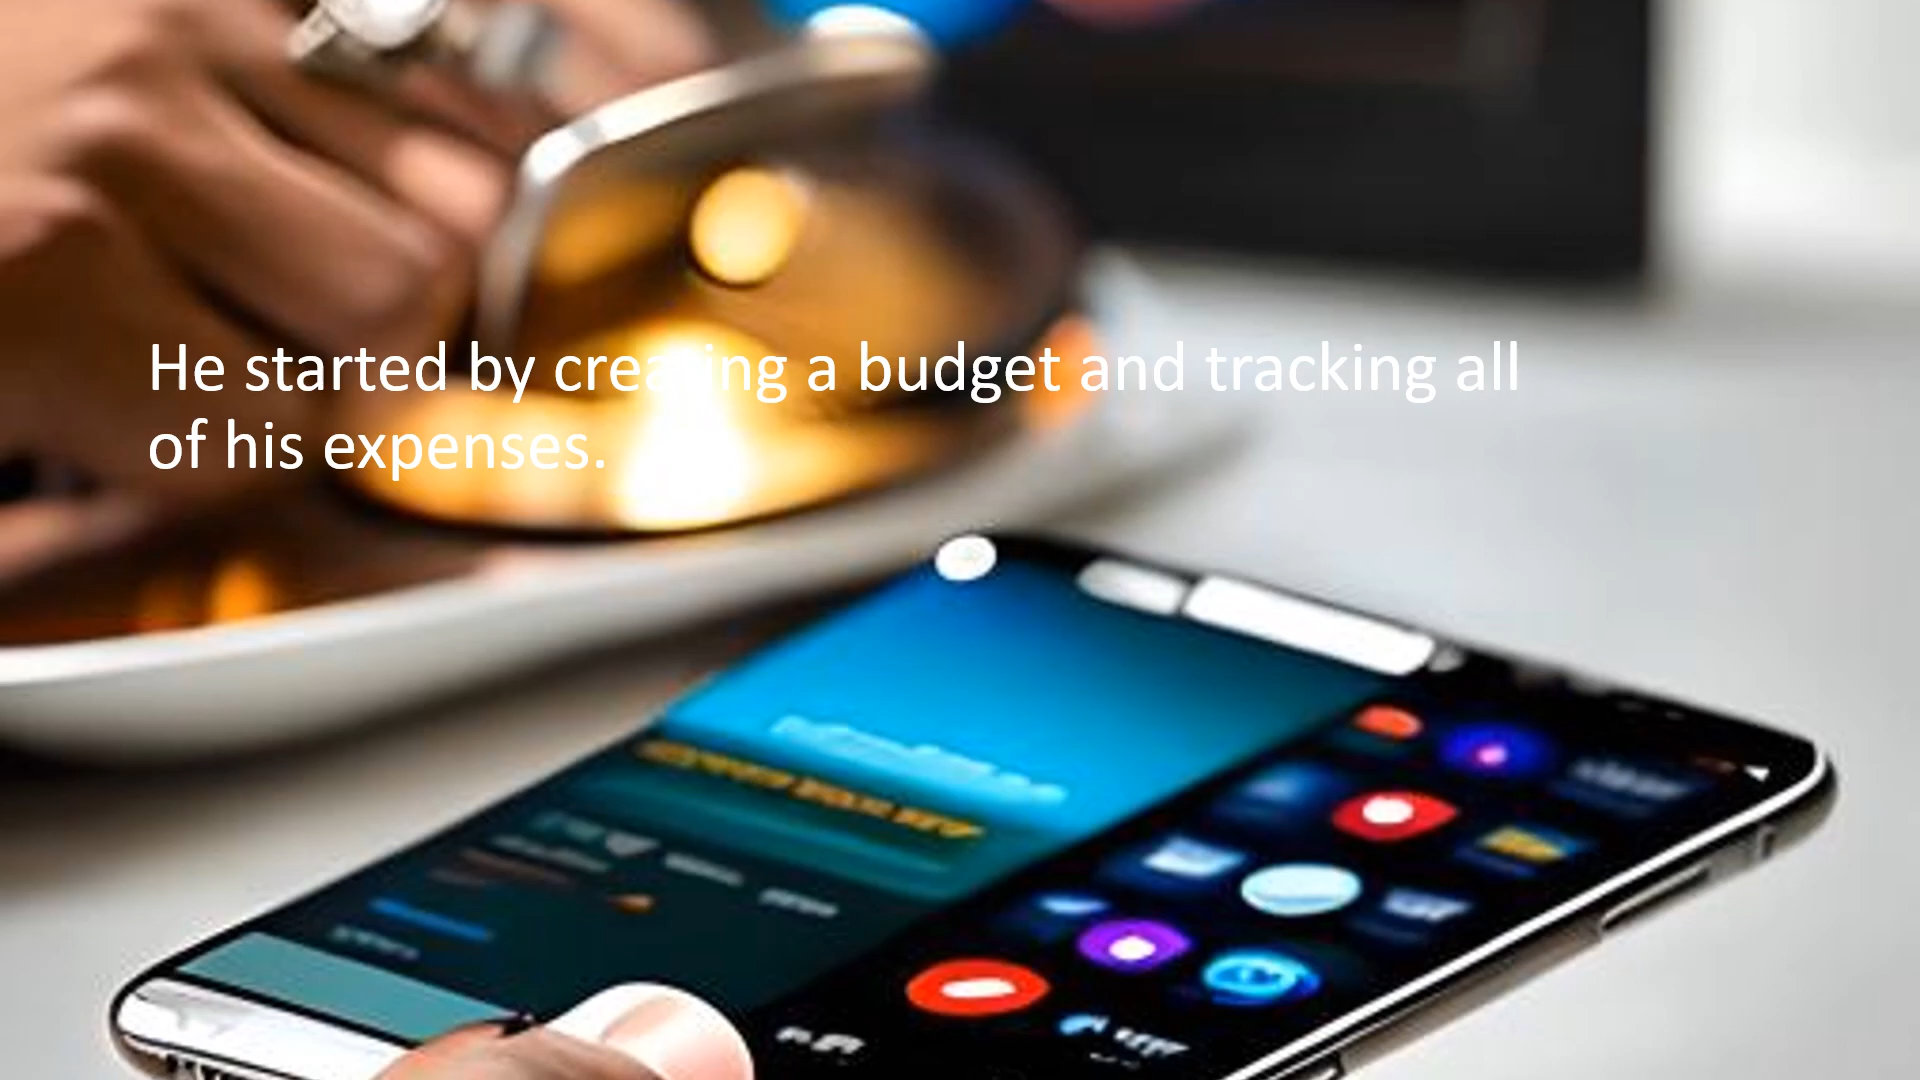 He started by creating a budget and tracking all
of his expenses.